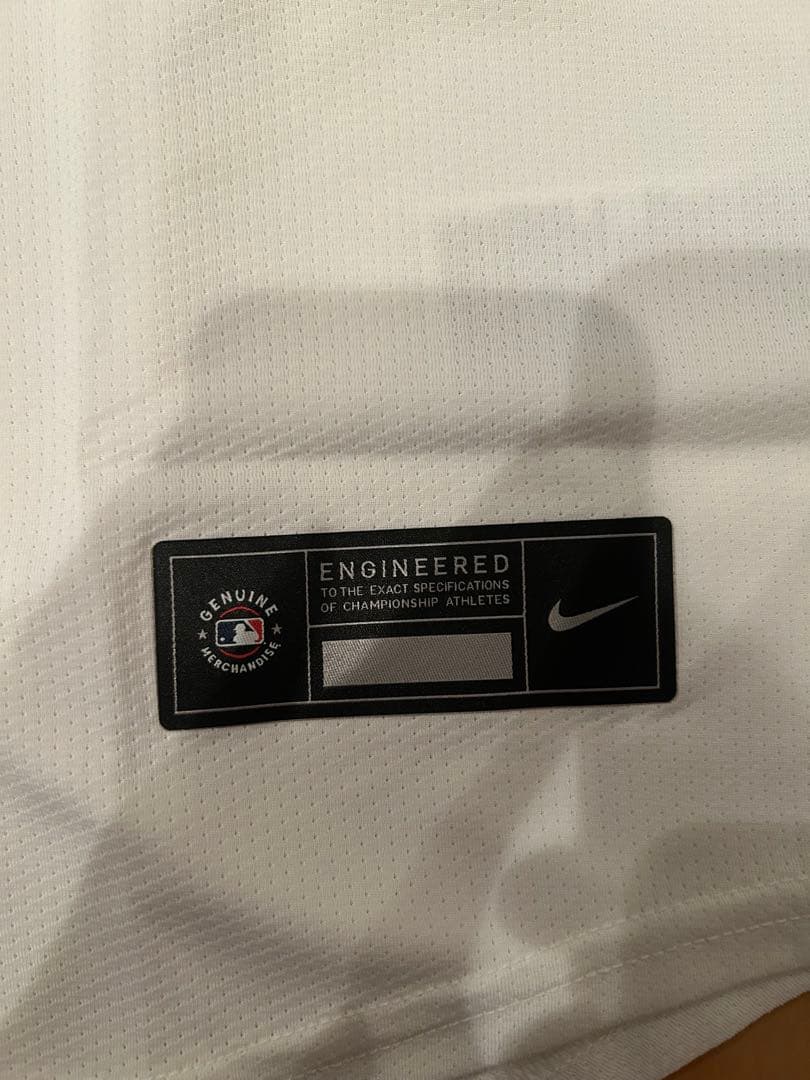 GENUINE
MERCHANDISE
ENGINEERED
TO THE EXACT SPECIFICATIONS
OF CHAMPIONSHIP ATHLETES